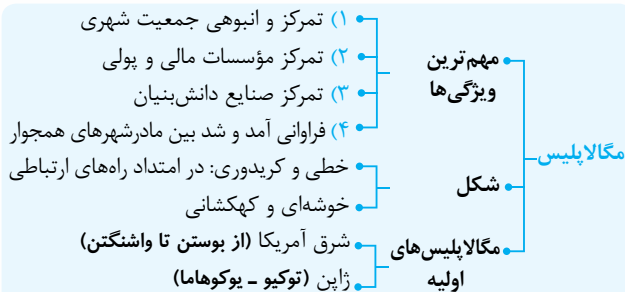 مگالاپلیس
مهم‌ترین ویژگی‌ها
۱) تمرکز و انبوهی جمعیت شهری
۲) تمرکز مؤسسات مالی و پولی
۳) تمرکز صنایع دانش‌بنیان
۴) فراوانی آمد و شد بین مادرشهرهای همجوار
شکل
خطی و کریدوری: در امتداد راه‌های ارتباطی
خوشه‌ای و کهکشانی
مگالاپلیس‌های اولیه
شرق آمریکا (از بوستن تا واشنگتن)
ژاپن (توکیو ـ یوکوهاما)